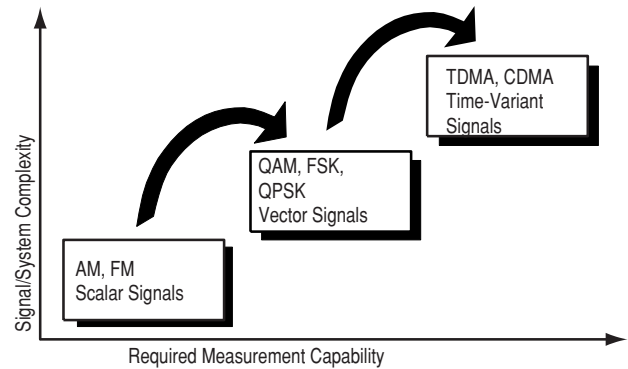 TDMA, CDMA
Time-Variant
Signals
QAM, FSK,
QPSK
Vector Signals
AM, FM
Scalar Signals
Signal/System Complexity
Required Measurement Capability